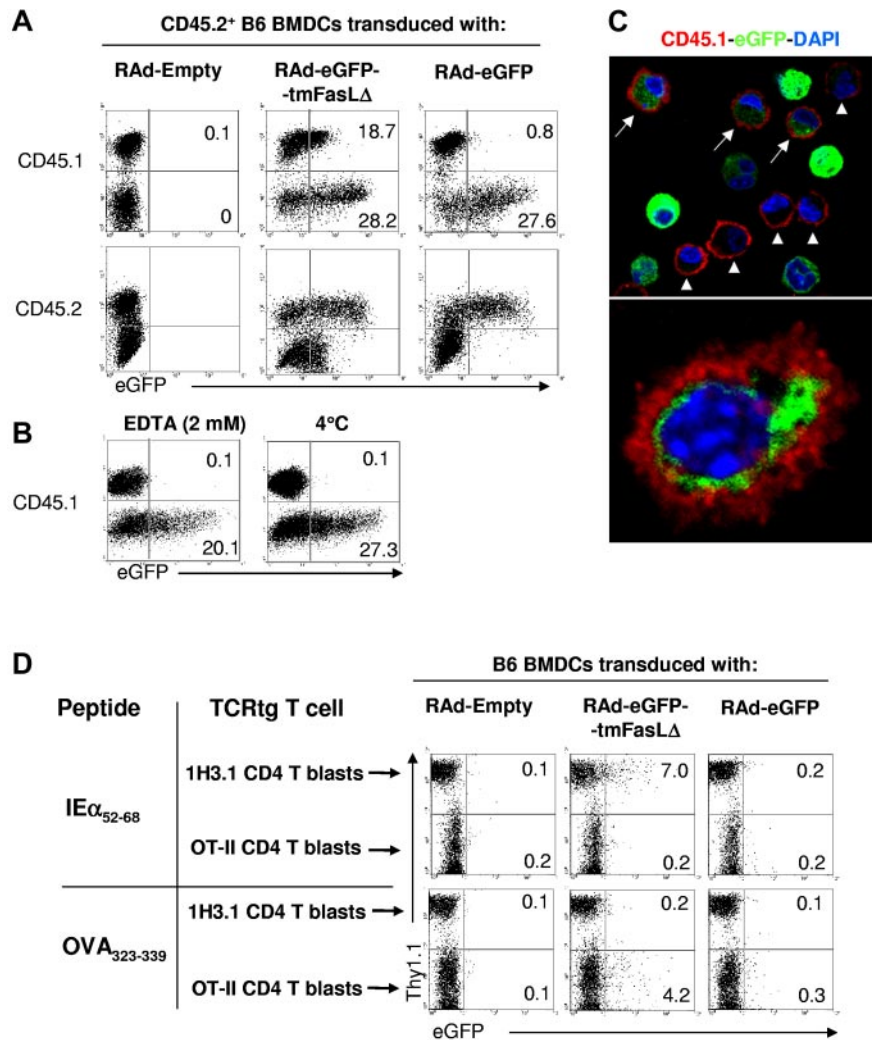 A
CD45.2+ B6 BMDCs transduced with:
RAd-Empty
RAd-eGFP-
-tmFasLΔ
RAd-eGFP
CD45.1
0.1
0
18.7
28.2
0.8
27.6
CD45.2
eGFP
B
EDTA (2 mM)
4°C
CD45.1
0.1
20.1
0.1
27.3
eGFP
C
CD45.1-eGFP-DAPI
D
B6 BMDCs transduced with:
Peptide
TCRtg T cell
RAd-Empty
RAd-eGFP-
-tmFasLΔ
RAd-eGFP
IEα52-68
1H3.1 CD4 T blasts
0.1
7.0
0.2
OT-II CD4 T blasts
0.2
0.2
0.2
OVA323-339
1H3.1 CD4 T blasts
0.1
0.2
0.1
OT-II CD4 T blasts
0.1
4.2
0.3
Thy1.1
eGFP